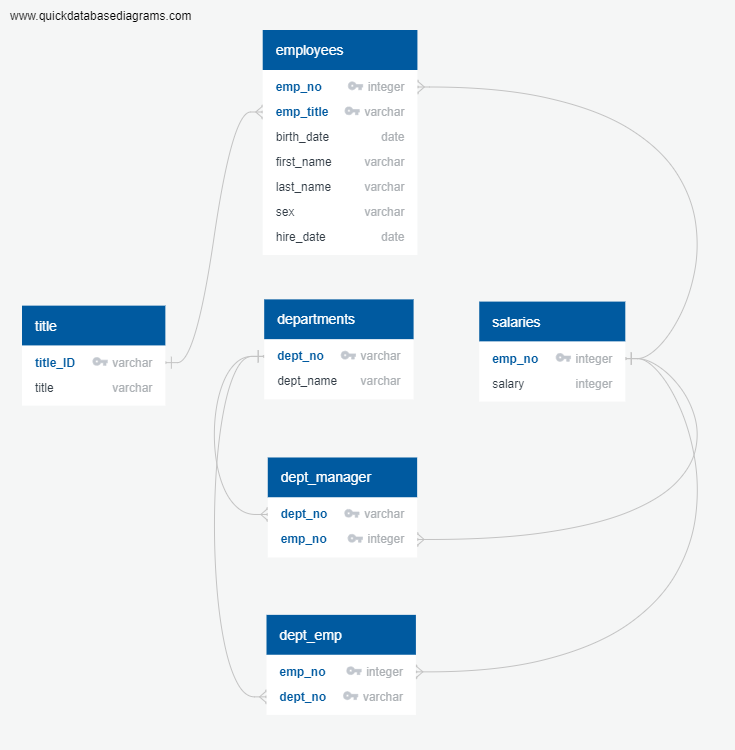 www.quickdatabasediagrams.com
employees
emp_no integer
emp_title varchar
birth_date date
first_name varchar
last_name varchar
sex varchar
hire_date date
title
title_ID varchar
title varchar
departments
dept_no varchar
dept_name varchar
salaries
emp_no integer
salary integer
dept_manager
dept_no varchar
emp_no integer
dept_emp
emp_no integer
dept_no varchar